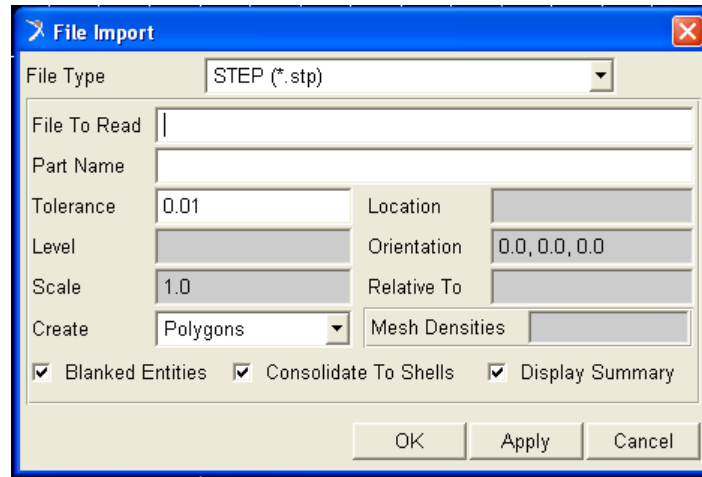 File Import
File Type STEP (*.stp)
File To Read
Part Name
Tolerance 0.01 Location
Level Orientation 0.0, 0.0, 0.0
Scale 1.0 Relative To
Create Polygons Mesh Densities
Blanked Entities Consolidate To Shells Display Summary
OK Apply Cancel